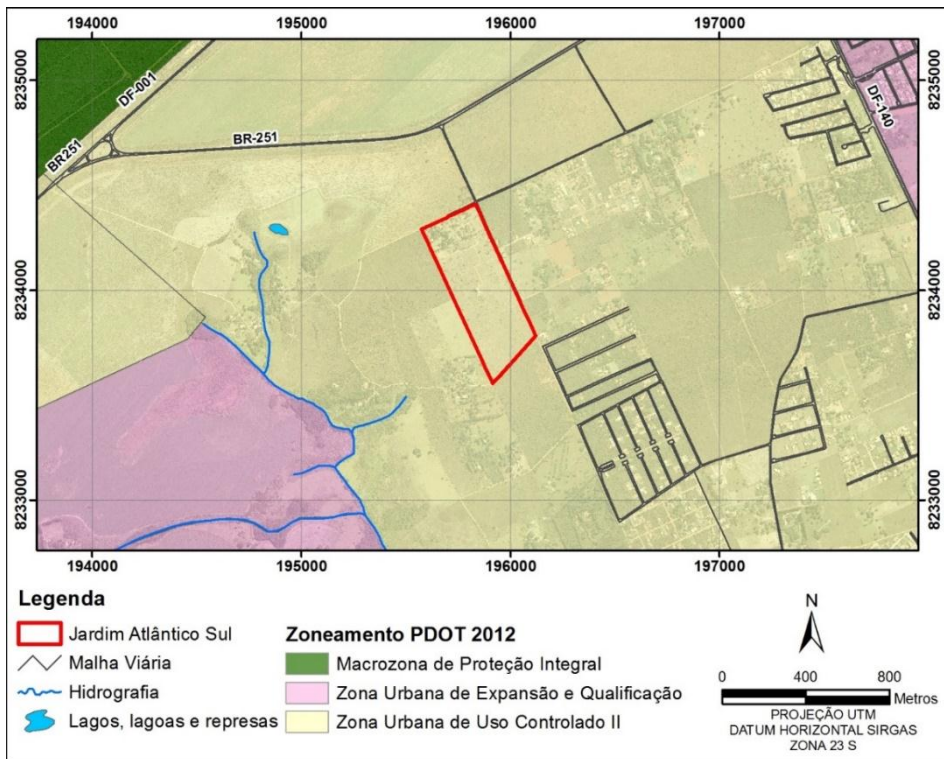 194000 195000 196000 197000
8235000
8235000
DF-001
BR-251
BR251
DF-140
8234000
8234000
8233000
8233000
194000 195000 196000 197000
Legenda
Jardim Atlântico Sul
Malha Viária
Hidrografia
Lagos, lagoas e represas
Zoneamento PDOT 2012
Macrozona de Proteção Integral
Zona Urbana de Expansão e Qualificação
Zona Urbana de Uso Controlado II
N
0 400 800
Metros
PROJEÇÃO UTM
DATUM HORIZONTAL SIRGAS
ZONA 23 S